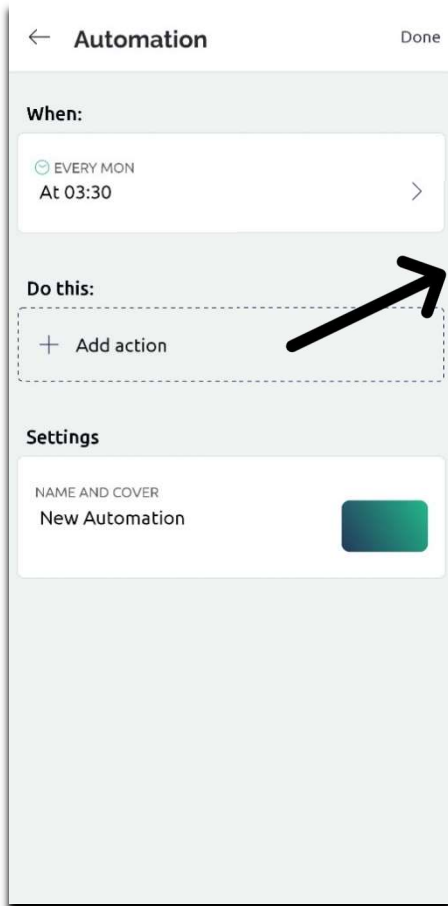 Automation
Done
When:
EVERY MON
At 03:30
Do this:
Add action
Settings
NAME AND COVER
New Automation